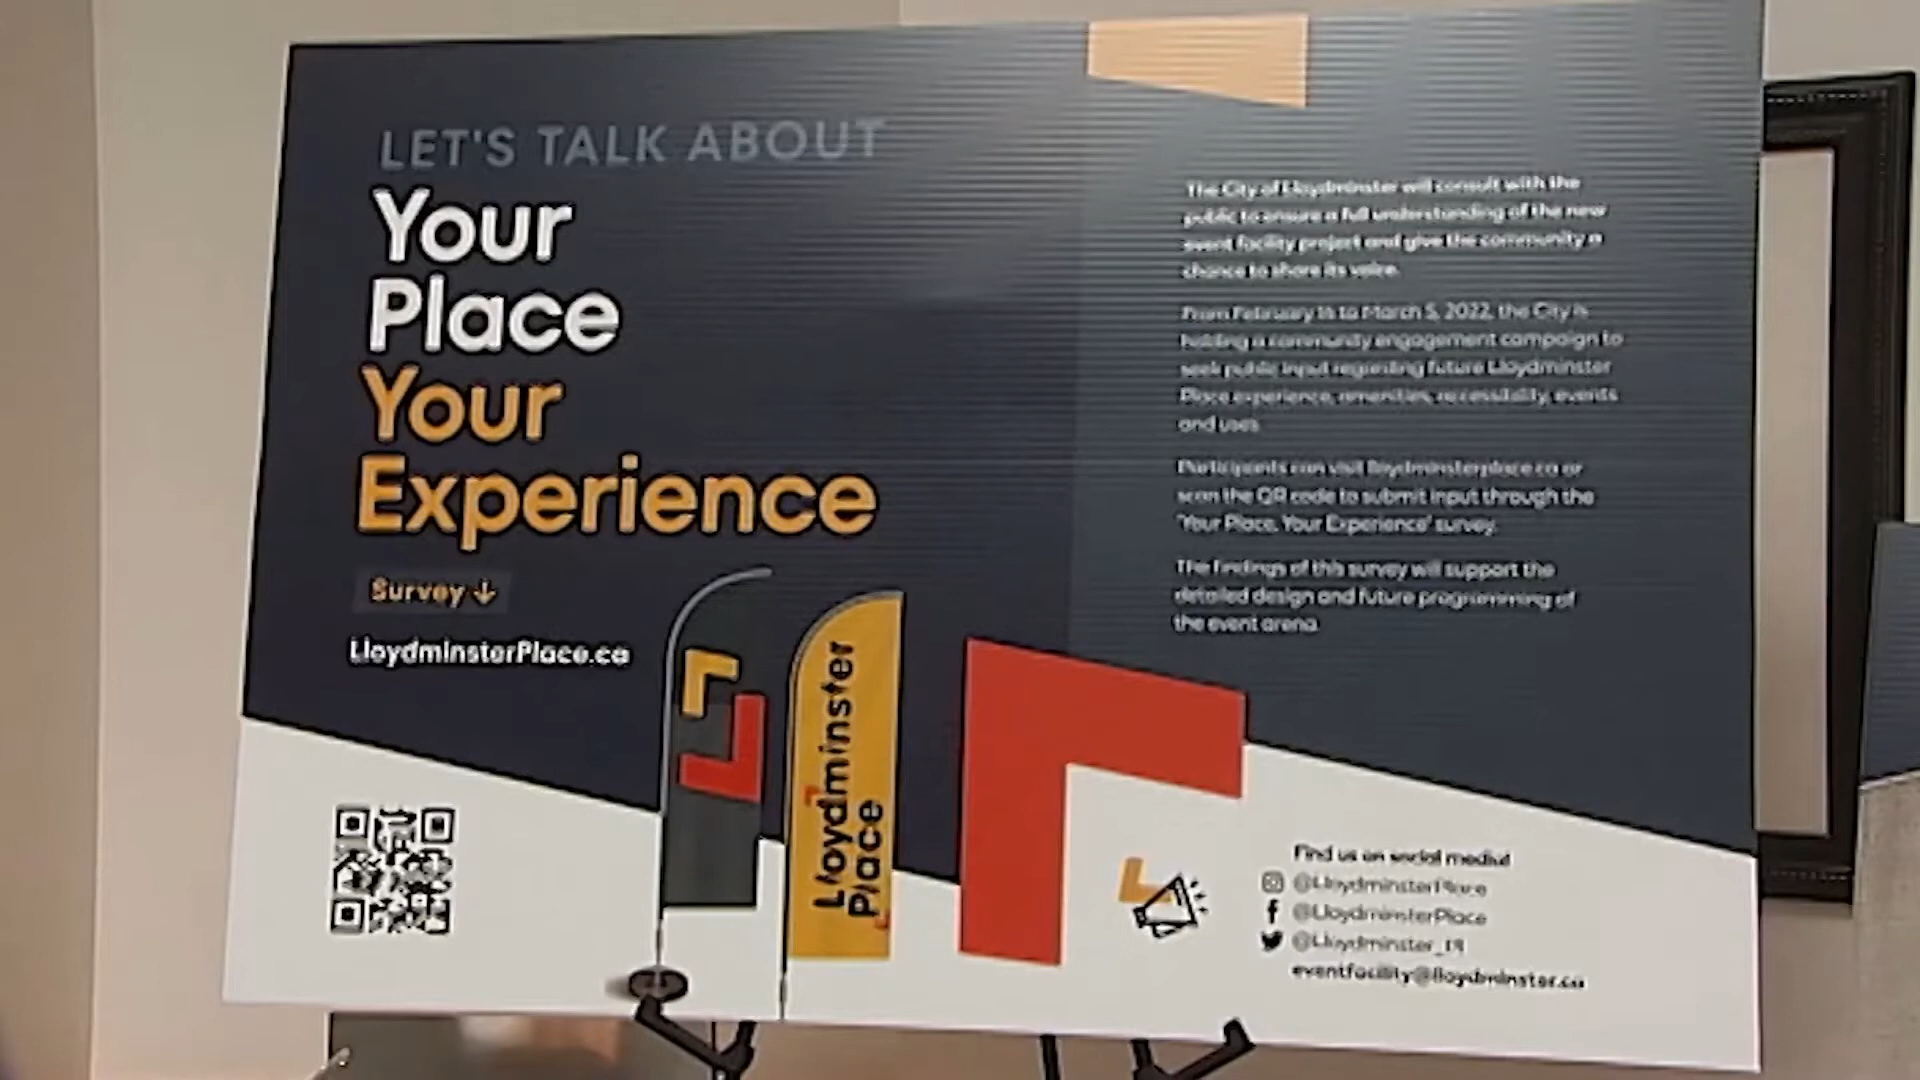 LET'S TALK ABOUT
Your
Place
Your
Experience
Survey ↓
LloydminsterPlace.ca
Lloydminster
Place
The City of Lloydminster will consult with the
public to ensure a full understanding of the new
event facility project and give the community a
chance to share its voice.
From February 14 to March 5, 2022, the City is
holding a community engagement campaign to
seek public input regarding future Lloydminster
Place experience, amenities, accessibility, events
and uses.
Participants can visit lloydminsterplace.ca or
scan the QR code to submit input through the
'Your Place, Your Experience' survey.
The findings of this survey will support the
detailed design and future programming of
the event arena.
Find us on social media!
@LloydminsterPlace
@LloydminsterPlace
@Lloydminster_Pl
eventfacility@lloydminster.ca